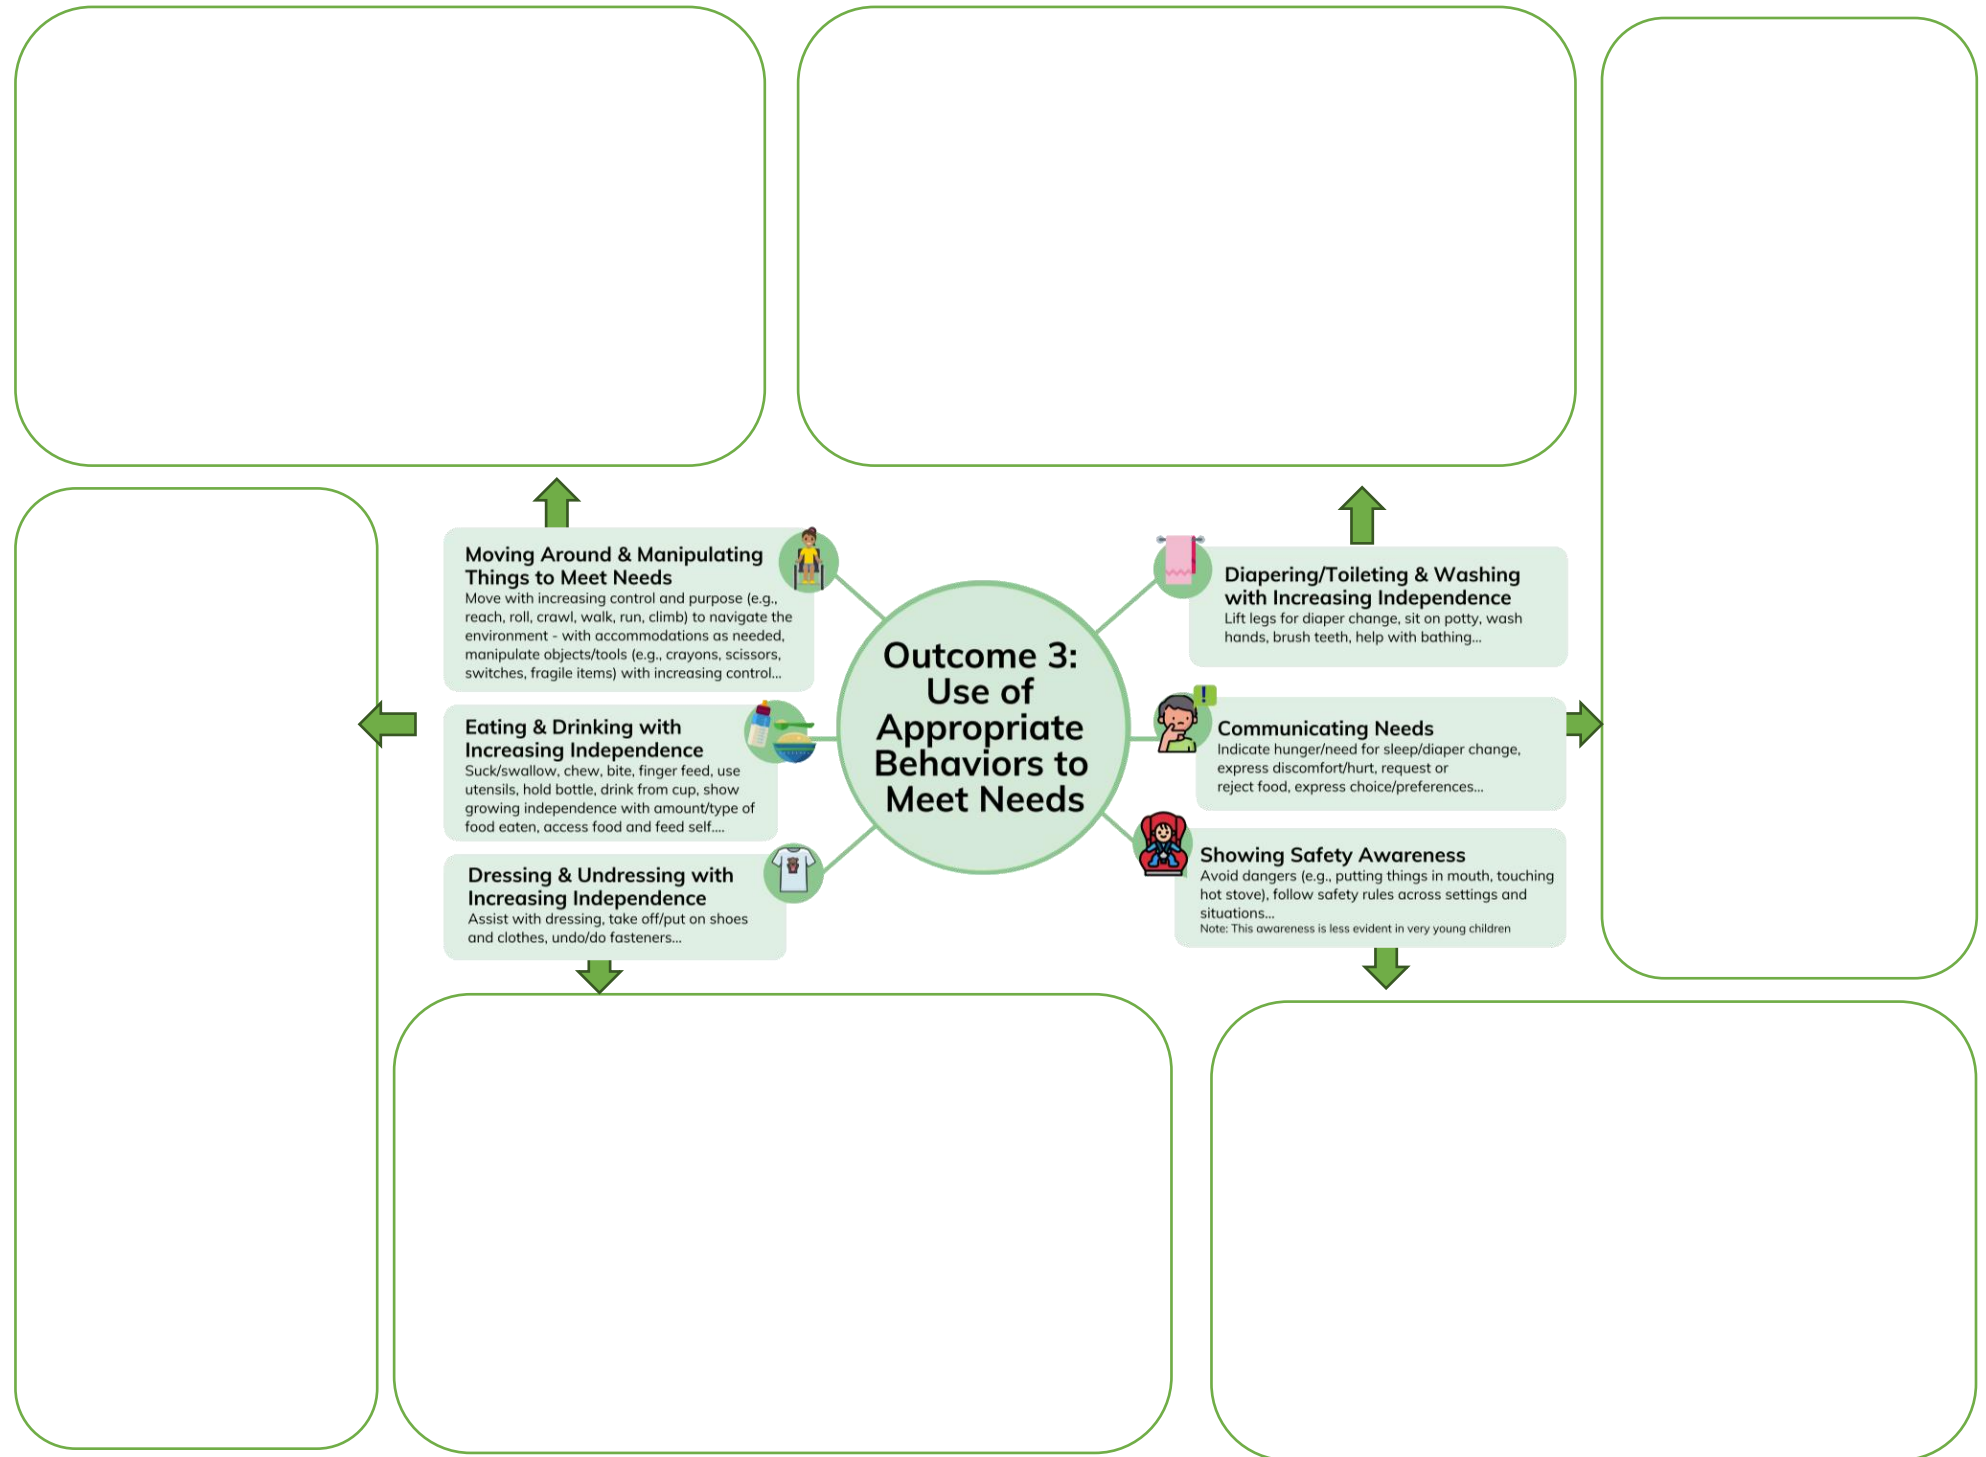 Moving Around & Manipulating
Things to Meet Needs
Move with increasing control and purpose (e.g.,
reach, roll, crawl, walk, run, climb) to navigate the
environment - with accommodations as needed,
manipulate objects/tools (e.g., crayons, scissors,
switches, fragile items) with increasing control...
Eating & Drinking with
Increasing Independence
Suck/swallow, chew, bite, finger feed, use
utensils, hold bottle, drink from cup, show
growing independence with amount/type of
food eaten, access food and feed self....
Dressing & Undressing with
Increasing Independence
Assist with dressing, take off/put on shoes
and clothes, undo/do fasteners...
Outcome 3:
Use of
Appropriate
Behaviors to
Meet Needs
Diapering/Toileting & Washing
with Increasing Independence
Lift legs for diaper change, sit on potty, wash
hands, brush teeth, help with bathing...
!
Communicating Needs
Indicate hunger/need for sleep/diaper change,
express discomfort/hurt, request or
reject food, express choice/preferences...
Showing Safety Awareness
Avoid dangers (e.g., putting things in mouth, touching
hot stove), follow safety rules across settings and
situations...
Note: This awareness is less evident in very young children